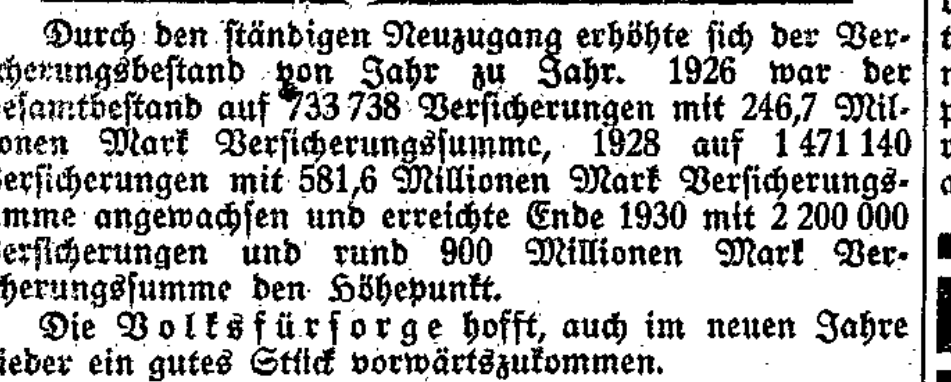 Durch den ständigen Neuzugang erhöhte sich der Ver-
cherungsbestand von Jahr zu Jahr. 1926 war der
esamtbestand auf 733 738 Versicherungen mit 246,7 Mil-
onen Mark Versicherungssumme, 1928 auf 1 471 140
ersicherungen mit 581,6 Millionen Mark Versicherungs-
mme angewachsen und erreichte Ende 1930 mit 2 200 000
ersicherungen und rund 900 Millionen Mark Ver-
cherungssumme den Höhepunkt.
Die Volksfürsorge hofft, auch im neuen Jahre
ieder ein gutes Stück vorwärtszukommen.